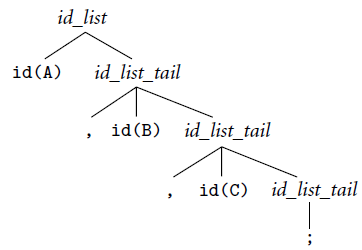 id_list
id(A) id_list_tail
, id(B) id_list_tail
, id(C) id_list_tail
;